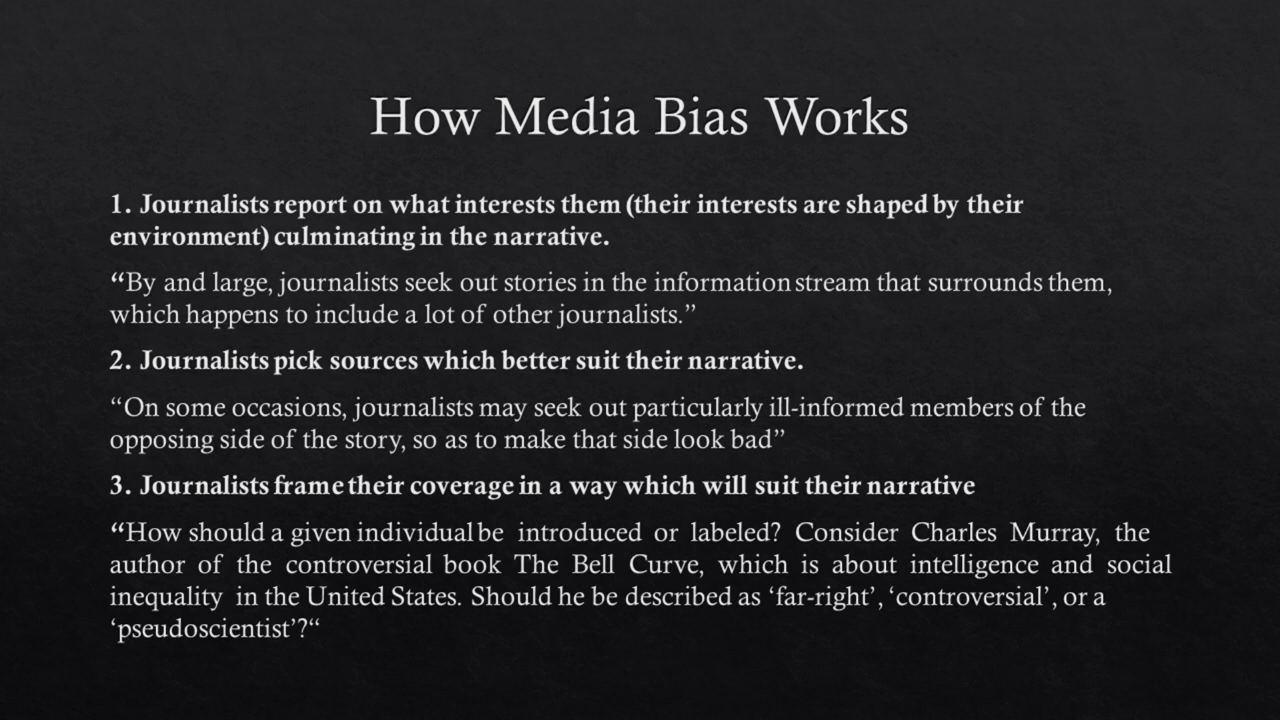 How Media Bias Works
1. Journalists report on what interests them (their interests are shaped by their
environment) culminating in the narrative.
“By and large, journalists seek out stories in the information stream that surrounds them,
which happens to include a lot of other journalists.”
2. Journalists pick sources which better suit their narrative.
“On some occasions, journalists may seek out particularly ill-informed members of the
opposing side of the story, so as to make that side look bad”
3. Journalists frame their coverage in a way which will suit their narrative
“How should a given individual be introduced or labeled? Consider Charles Murray, the
author of the controversial book The Bell Curve, which is about intelligence and social
inequality in the United States. Should he be described as ‘far-right’, ‘controversial’, or a
‘pseudoscientist’?“